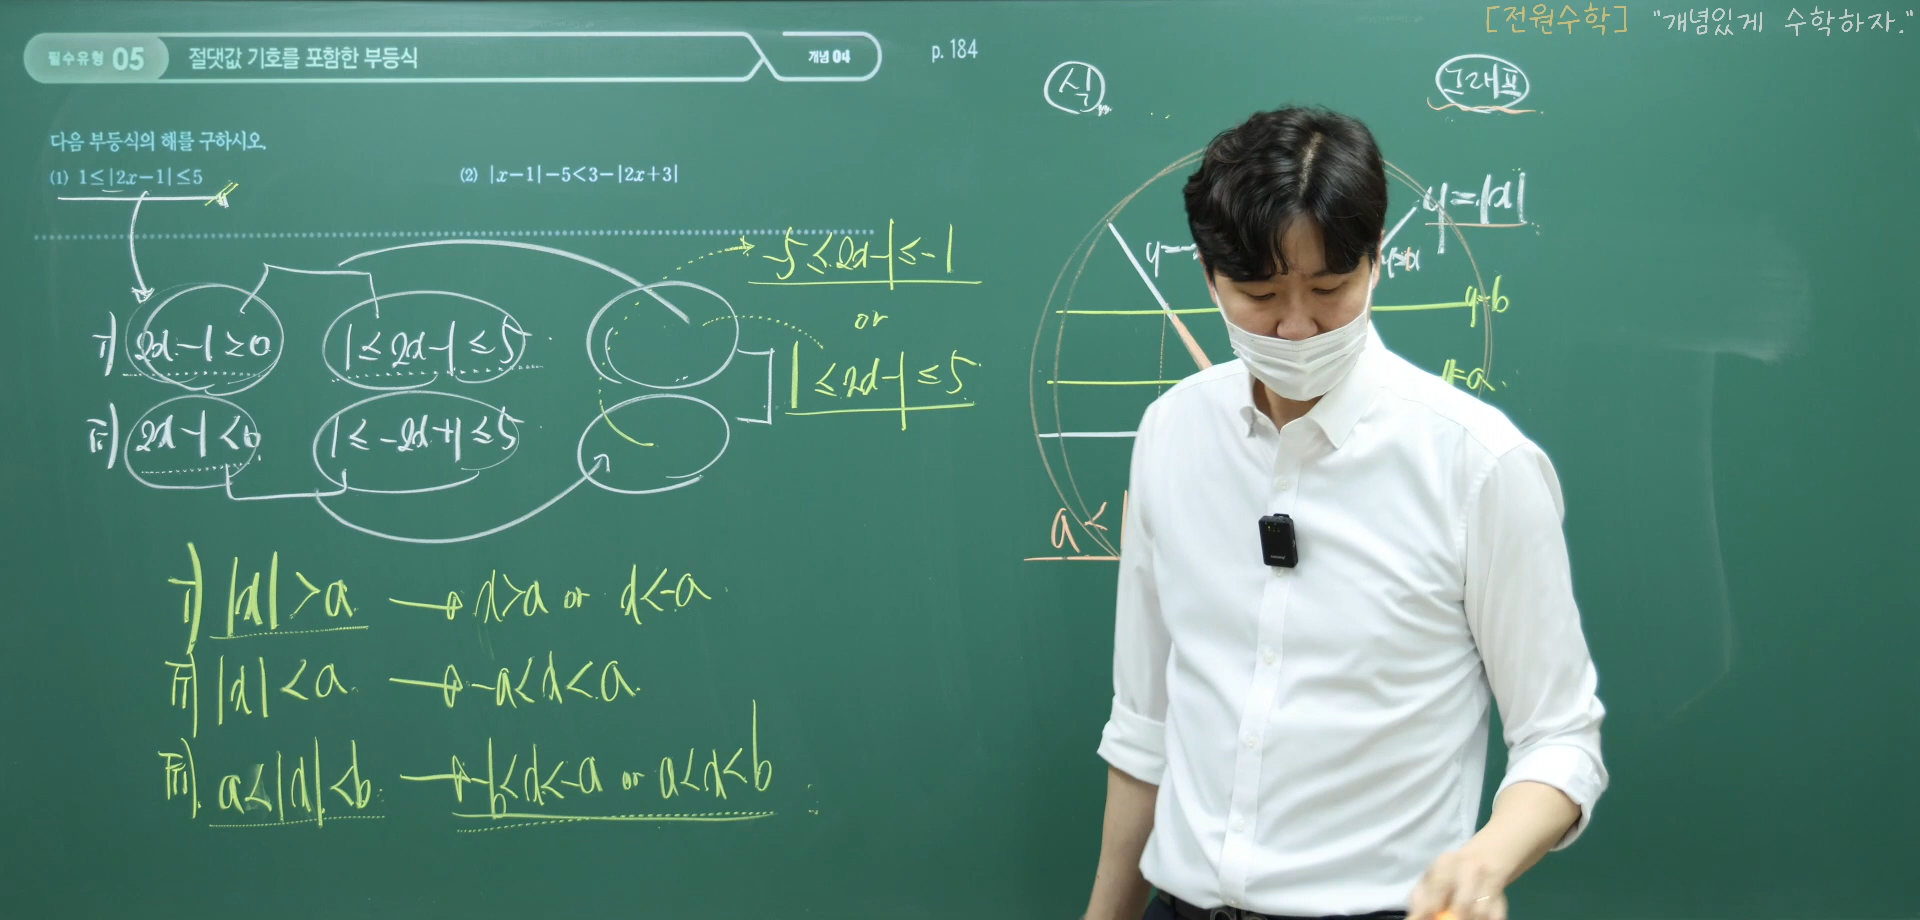 [전원수학] "개념있게 수학하자."
필수유형 05 절댓값 기호를 포함한 부등식 개념 04 p. 184
다음 부등식의 해를 구하시오.
(1) 1≤|2x-1|≤5
(2) |x-1|-5<3-|2x+3|
i) 2x-1≥0 1≤2x-1≤5
ii) 2x-1<0 1≤-2x+1≤5
-5≤2x-1≤-1
or
1≤2x-1≤5
i) |x|>a → x>a or x<-a
ii) |x|<a → -a<x<a
iii) a<|x|<b → -b<x<-a or a<x<b
식
그래프
y=|x|
y=-
y=x
y=b
y=a
a<|